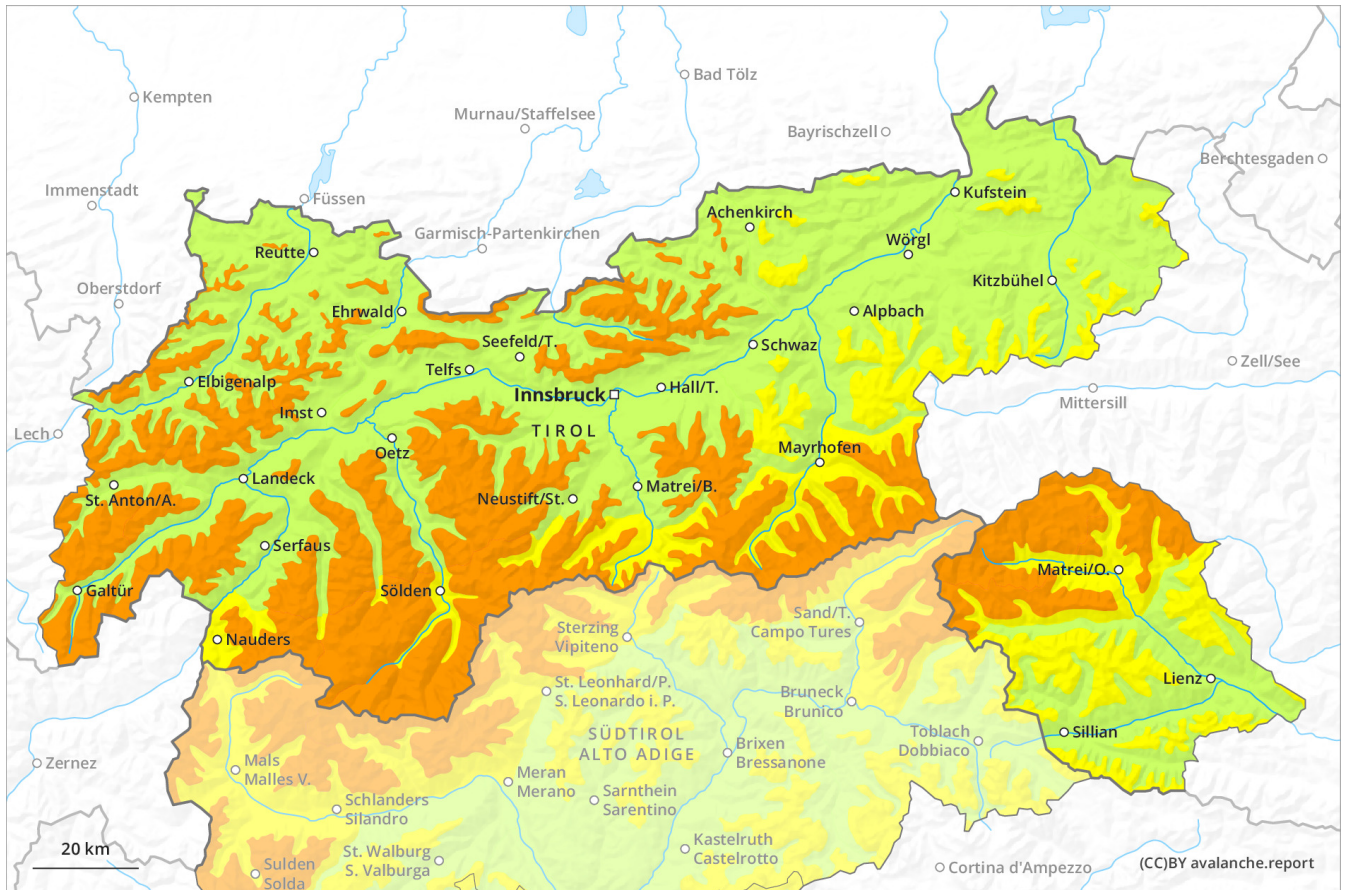 Bad Tölz
Kempten
Murnau/Staffelsee
Bayrischzell
Berchtesgaden
Immenstadt
Füssen
Kufstein
Achenkirch
Garmisch-Partenkirchen
Wörgl
Reutte
Kitzbühel
Oberstdorf
Ehrwald
Alpbach
Seefeld/T.
Schwaz
Zell/See
Telfs
Elbigenalp
Hall/T.
Innsbruck
Mittersill
Imst
TIROL
Lech
Mayrhofen
Oetz
Landeck
Matrei/B.
St. Anton/A.
Neustift/St.
Serfaus
Matrei/O.
Galtür
Sölden
Sand/T.
Campo Tures
Sterzing
Vipiteno
Nauders
Lienz
St. Leonhard/P.
S. Leonardo i. P.
Bruneck
Brunico
SÜDTIROL
ALTO ADIGE
Toblach
Dobbiaco
Sillian
Brixen
Bressanone
Zernez
Mals
Malles V.
Meran
Merano
Sarnthein
Sarentino
Schlanders
Silandro
20 km
Kastelruth
Castelrotto
St. Walburg
S. Valburga
Sulden
Solda
Cortina d'Ampezzo
(CC)BY avalanche.report